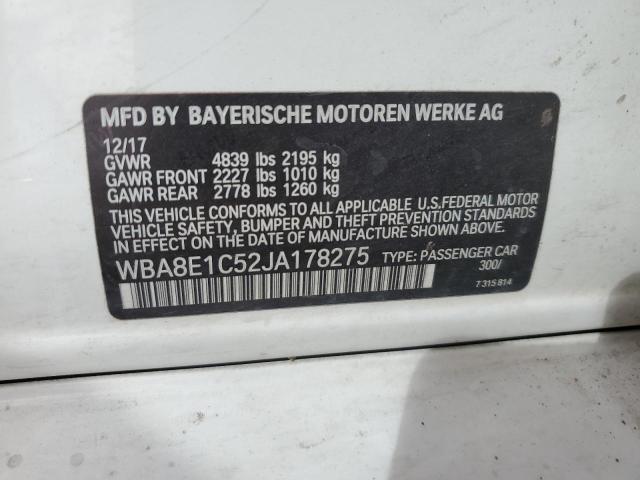 MFD BY BAYERISCHE MOTOREN WERKE AG
12/17
GVWR 4839 lbs 2195 kg
GAWR FRONT 2227 lbs 1010 kg
GAWR REAR 2778 lbs 1260 kg
THIS VEHICLE CONFORMS TO ALL APPLICABLE U.S.FEDERAL MOTOR
VEHICLE SAFETY, BUMPER, AND THEFT PREVENTION STANDARDS
IN EFFECT ON THE DATE OF MANUFACTURE SHOWN ABOVE.
WBA8E1C52JA178275 TYPE: PASSENGER CAR
300/
7 315 814